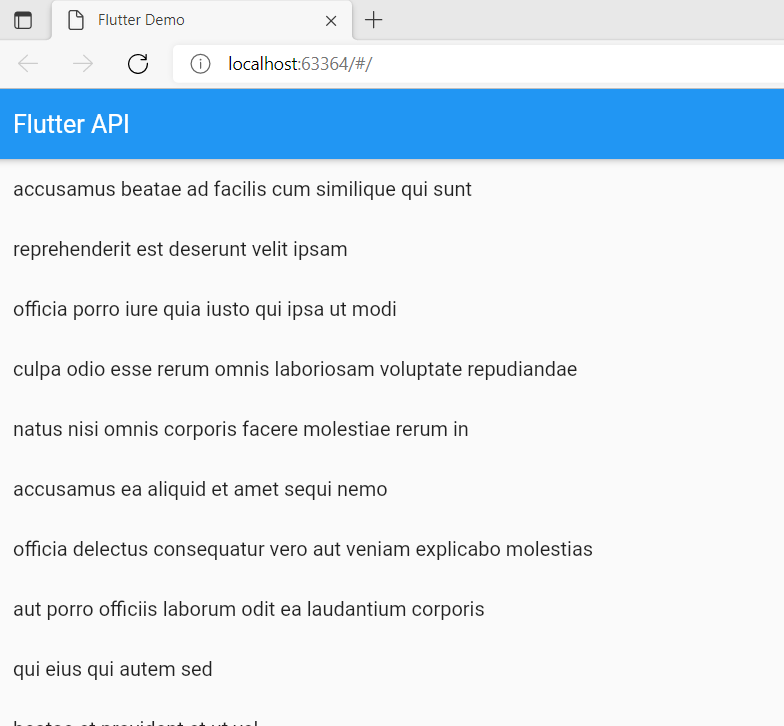 Flutter Demo
localhost:63364/#/
Flutter API
accusamus beatae ad facilis cum similique qui sunt
reprehenderit est deserunt velit ipsam
officia porro iure quia iusto qui ipsa ut modi
culpa odio esse rerum omnis laboriosam voluptate repudiandae
natus nisi omnis corporis facere molestiae rerum in
accusamus ea aliquid et amet sequi nemo
officia delectus consequatur vero aut veniam explicabo molestias
aut porro officiis laborum odit ea laudantium corporis
qui eius qui autem sed